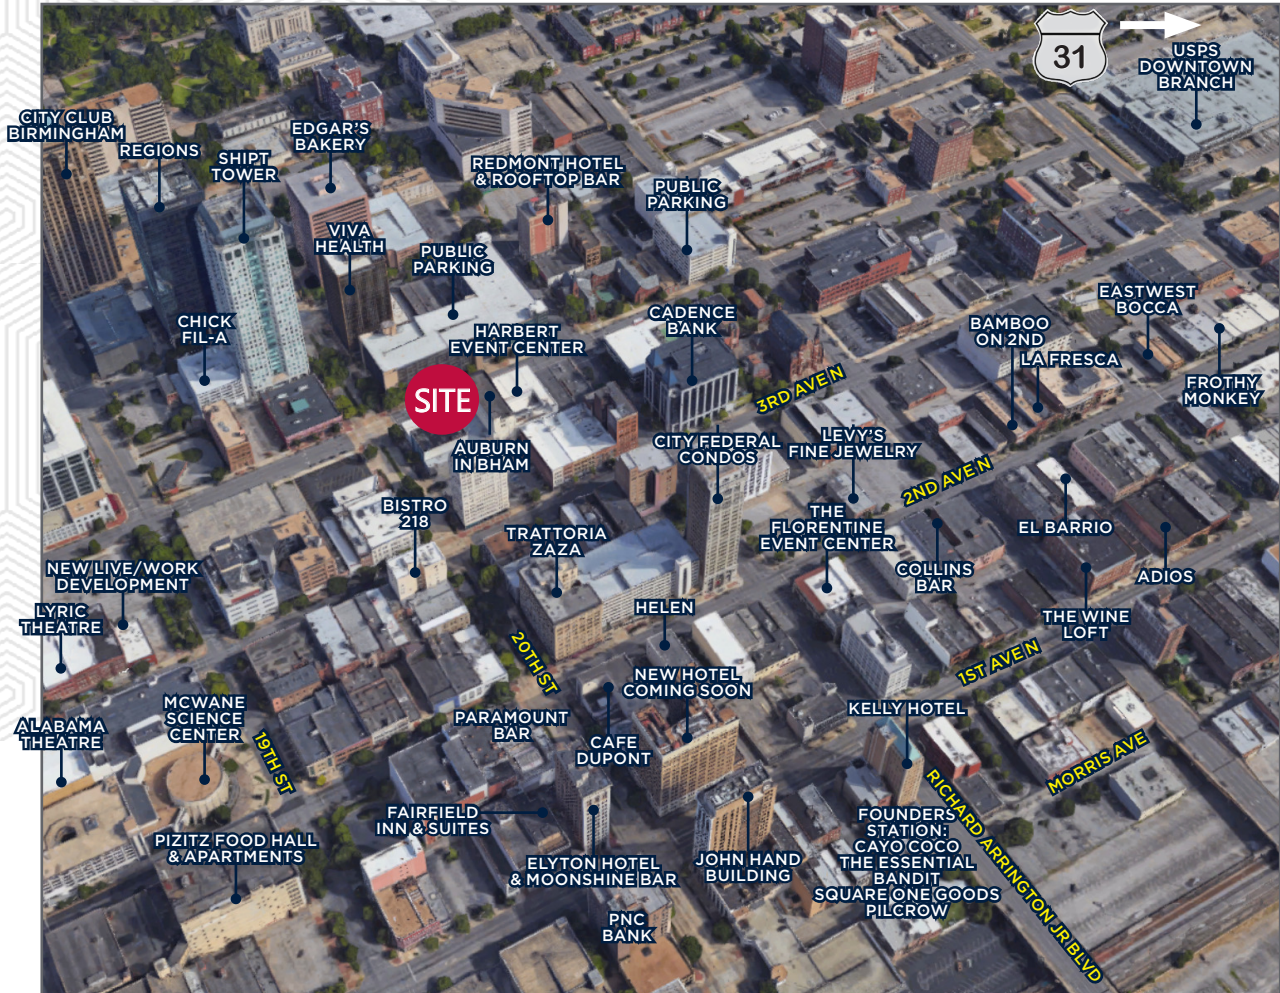 31
USPS
DOWNTOWN
BRANCH
CITY CLUB
BIRMINGHAM
REGIONS
SHIPT
TOWER
EDGAR'S
BAKERY
REDMONT HOTEL
& ROOFTOP BAR
PUBLIC
PARKING
VIVA
HEALTH
PUBLIC
PARKING
CHICK
FIL-A
HARBERT
EVENT CENTER
CADENCE
BANK
EASTWEST
BOCCA
BAMBOO
ON 2ND
LA FRESCA
FROTHY
MONKEY
SITE
3RD AVE N
AUBURN
IN BHAM
CITY FEDERAL
CONDOS
LEVY'S
FINE JEWELRY
2ND AVE N
BISTRO
218
TRATTORIA
ZAZA
THE
FLORENTINE
EVENT CENTER
EL BARRIO
COLLINS
BAR
ADIOS
NEW LIVE/WORK
DEVELOPMENT
LYRIC
THEATRE
HELEN
THE WINE
LOFT
20TH ST
1ST AVE N
NEW HOTEL
COMING SOON
MCWANE
SCIENCE
CENTER
ALABAMA
THEATRE
19TH ST
PARAMOUNT
BAR
CAFE
DUPONT
KELLY HOTEL
MORRIS AVE
RICHARD ARRINGTON JR BLVD
FAIRFIELD
INN & SUITES
PIZITZ FOOD HALL
& APARTMENTS
ELYTON HOTEL
& MOONSHINE BAR
JOHN HAND
BUILDING
FOUNDERS
STATION:
CAYO COCO
THE ESSENTIAL
BANDIT
SQUARE ONE GOODS
PILCROW
PNC
BANK